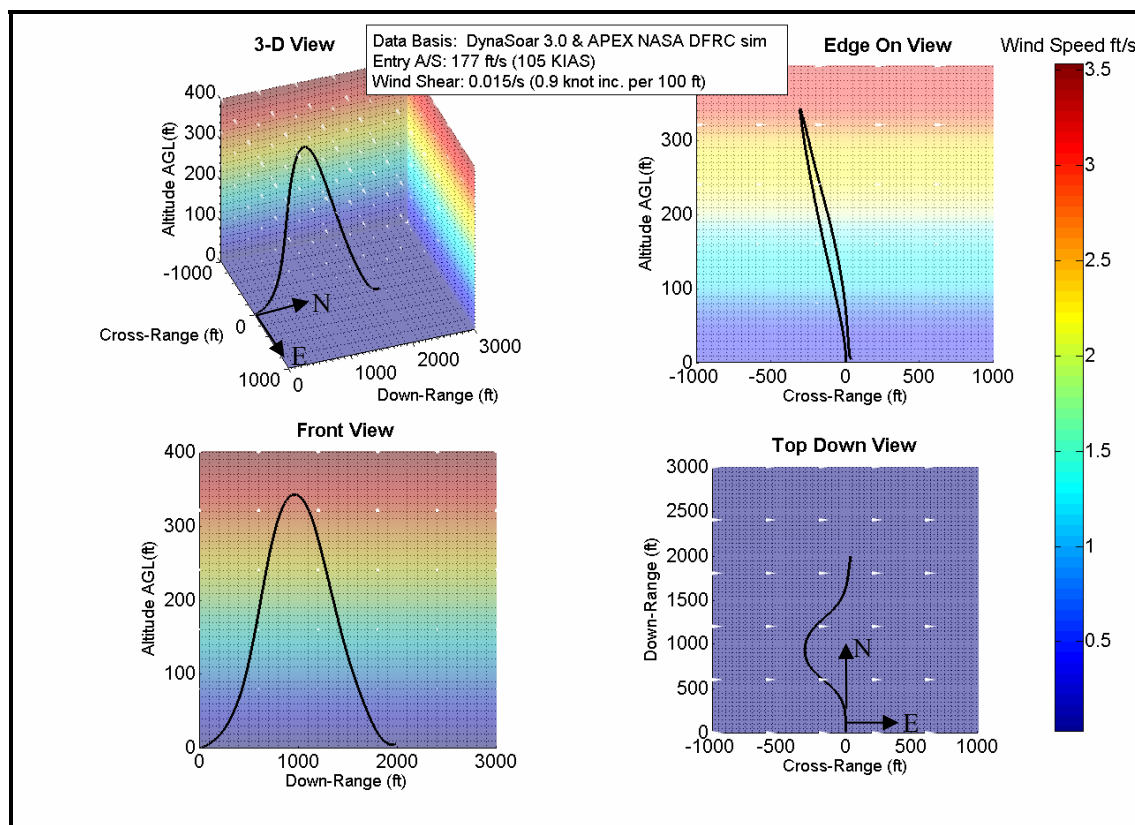 3-D View
Data Basis: DynaSoar 3.0 & APEX NASA DFRC sim
Entry A/S: 177 ft/s (105 KIAS)
Wind Shear: 0.015/s (0.9 knot inc. per 100 ft)
Edge On View
Wind Speed ft/s
Altitude AGL(ft)
400
300
200
100
0
-1000
0
1000
Cross-Range (ft)
0
1000
2000
3000
Down-Range (ft)
N
E
Altitude AGL(ft)
300
200
100
0
-1000
-500
0
500
1000
Cross-Range (ft)
3.5
3
2.5
2
1.5
1
0.5
Front View
Altitude AGL(ft)
400
300
200
100
0
0
1000
2000
3000
Down-Range (ft)
Top Down View
Down-Range (ft)
3000
2500
2000
1500
1000
500
0
-1000
-500
0
500
1000
Cross-Range (ft)
N
E